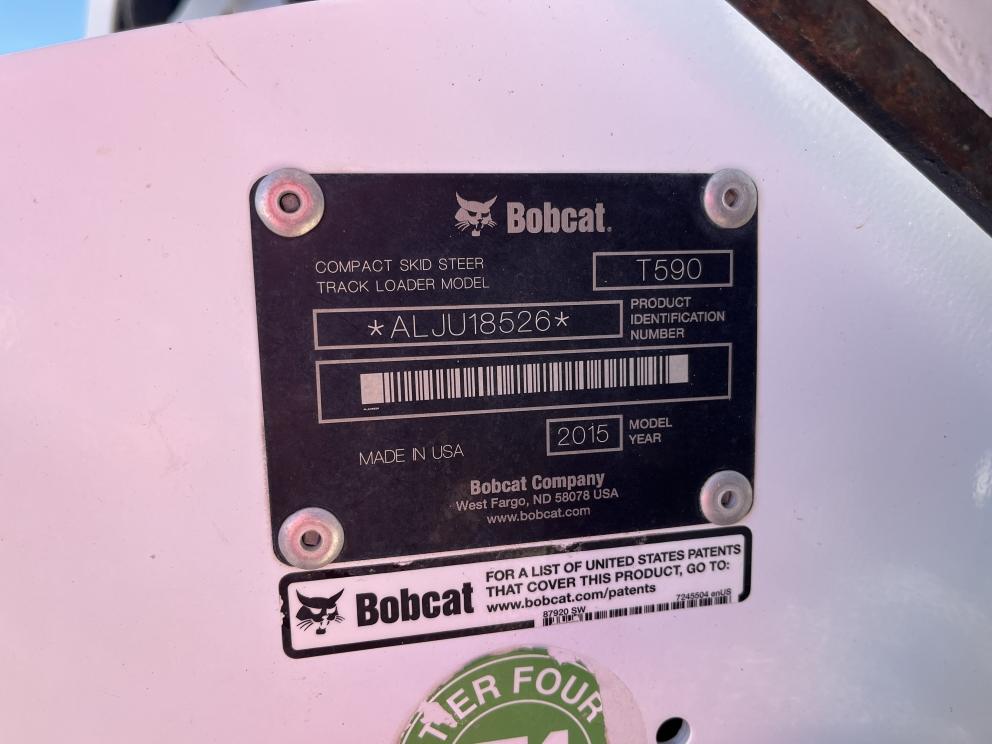 Bobcat.
COMPACT SKID STEER
TRACK LOADER MODEL
T590
*ALJU18526*
PRODUCT
IDENTIFICATION
NUMBER
MADE IN USA
2015
MODEL
YEAR
Bobcat Company
West Fargo, ND 58078 USA
www.bobcat.com
Bobcat
FOR A LIST OF UNITED STATES PATENTS
THAT COVER THIS PRODUCT, GO TO:
www.bobcat.com/patents
87920 SW
7245504 enUS
TIER FOUR